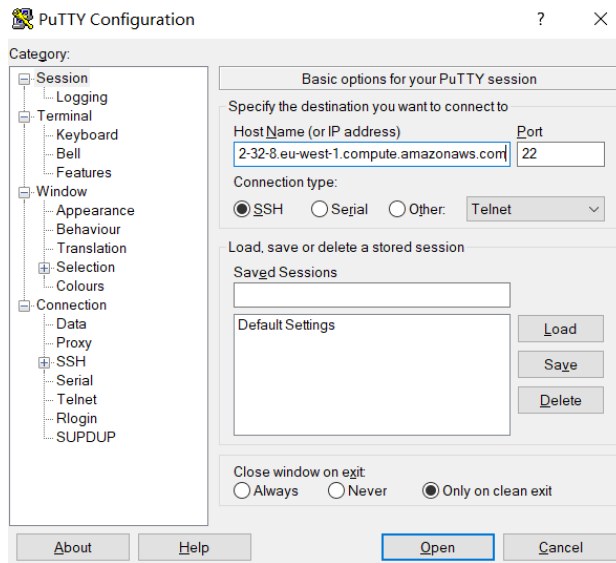 PuTTY Configuration ? ×
Category:
Session
Logging
Terminal
Keyboard
Bell
Features
Window
Appearance
Behaviour
Translation
Selection
Colours
Connection
Data
Proxy
SSH
Serial
Telnet
Rlogin
SUPDUP
Basic options for your PuTTY session
Specify the destination you want to connect to
Host Name (or IP address) Port
2-32-8.eu-west-1.compute.amazonaws.com 22
Connection type:
SSH Serial Other: Telnet
Load, save or delete a stored session
Saved Sessions
Default Settings
Load
Save
Delete
Close window on exit:
Always Never Only on clean exit
About Help Open Cancel